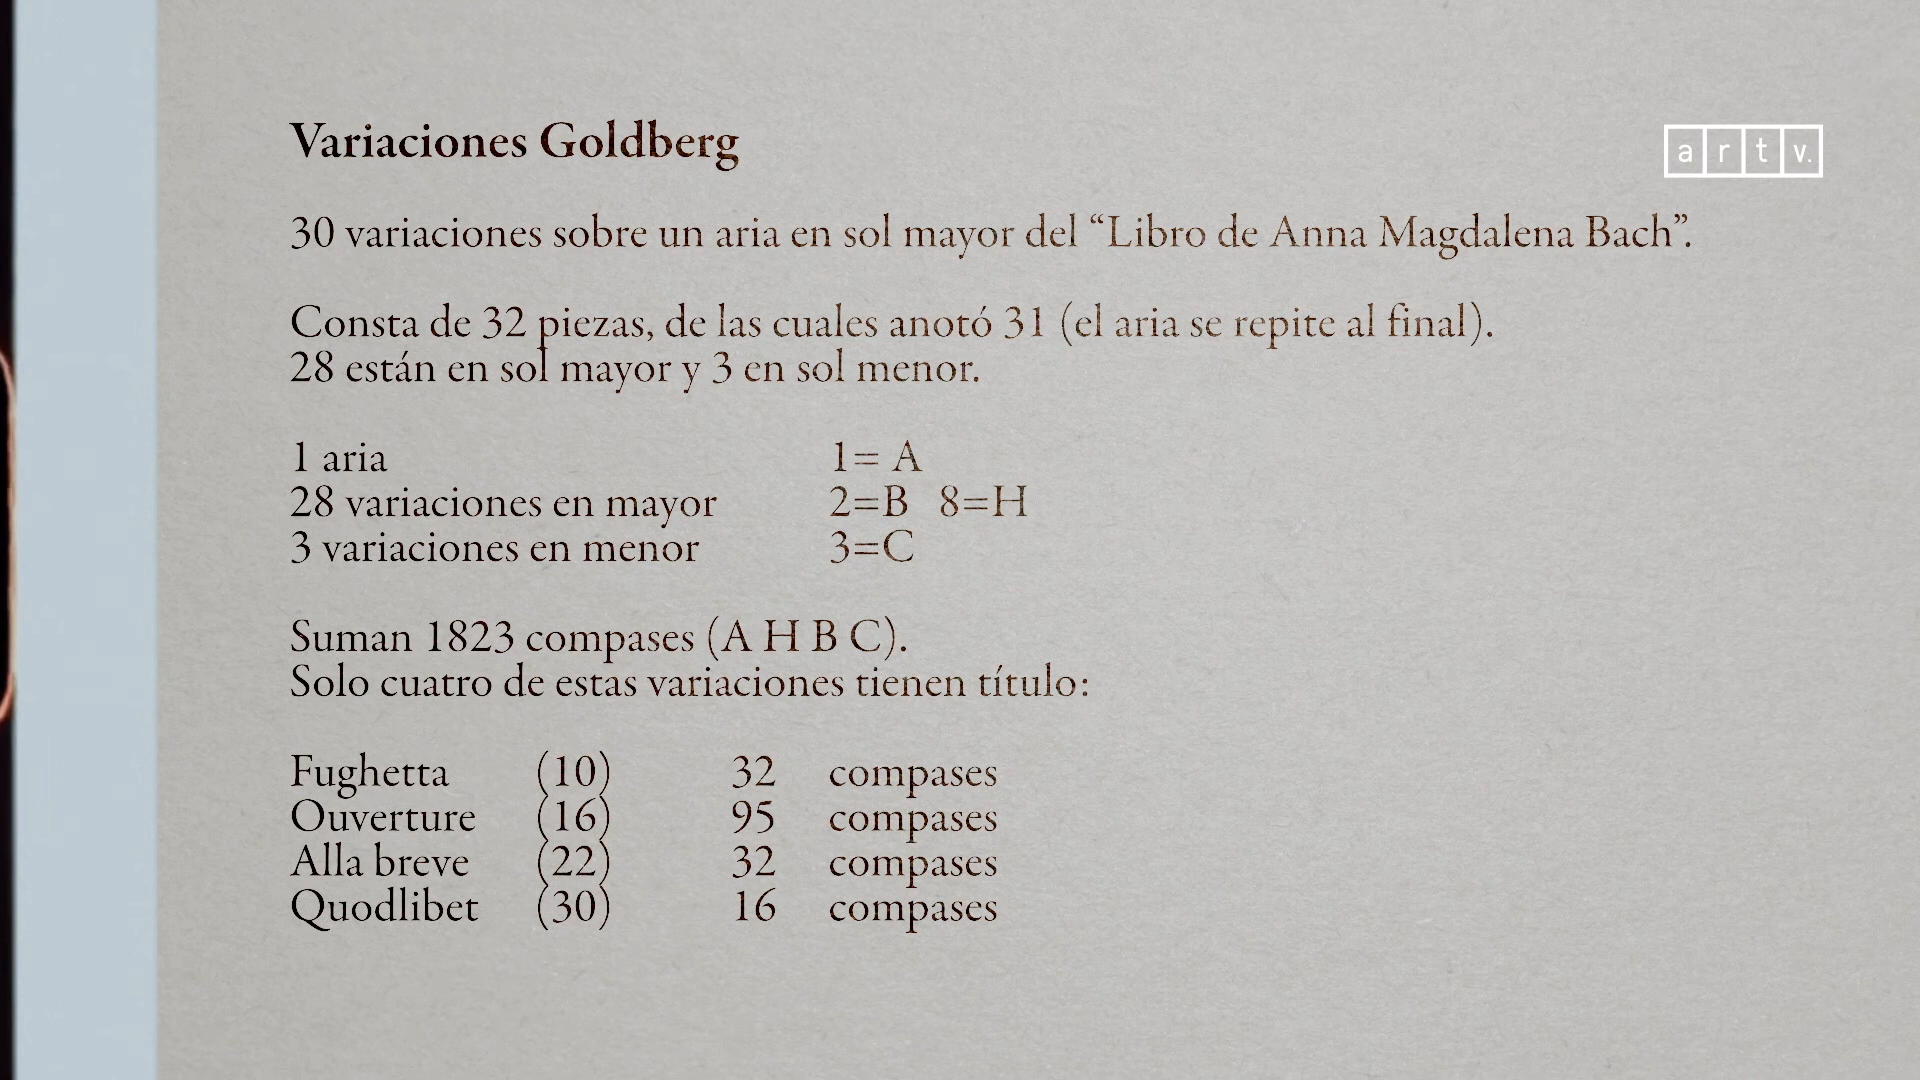 Variaciones Goldberg
artv.
30 variaciones sobre un aria en sol mayor del “Libro de Anna Magdalena Bach”.
Consta de 32 piezas, de las cuales anotó 31 (el aria se repite al final).
28 están en sol mayor y 3 en sol menor.
1 aria 1= A
28 variaciones en mayor 2=B 8=H
3 variaciones en menor 3=C
Suman 1823 compases (A H B C).
Solo cuatro de estas variaciones tienen título:
Fughetta (10) 32 compases
Ouverture (16) 95 compases
Alla breve (22) 32 compases
Quodlibet (30) 16 compases